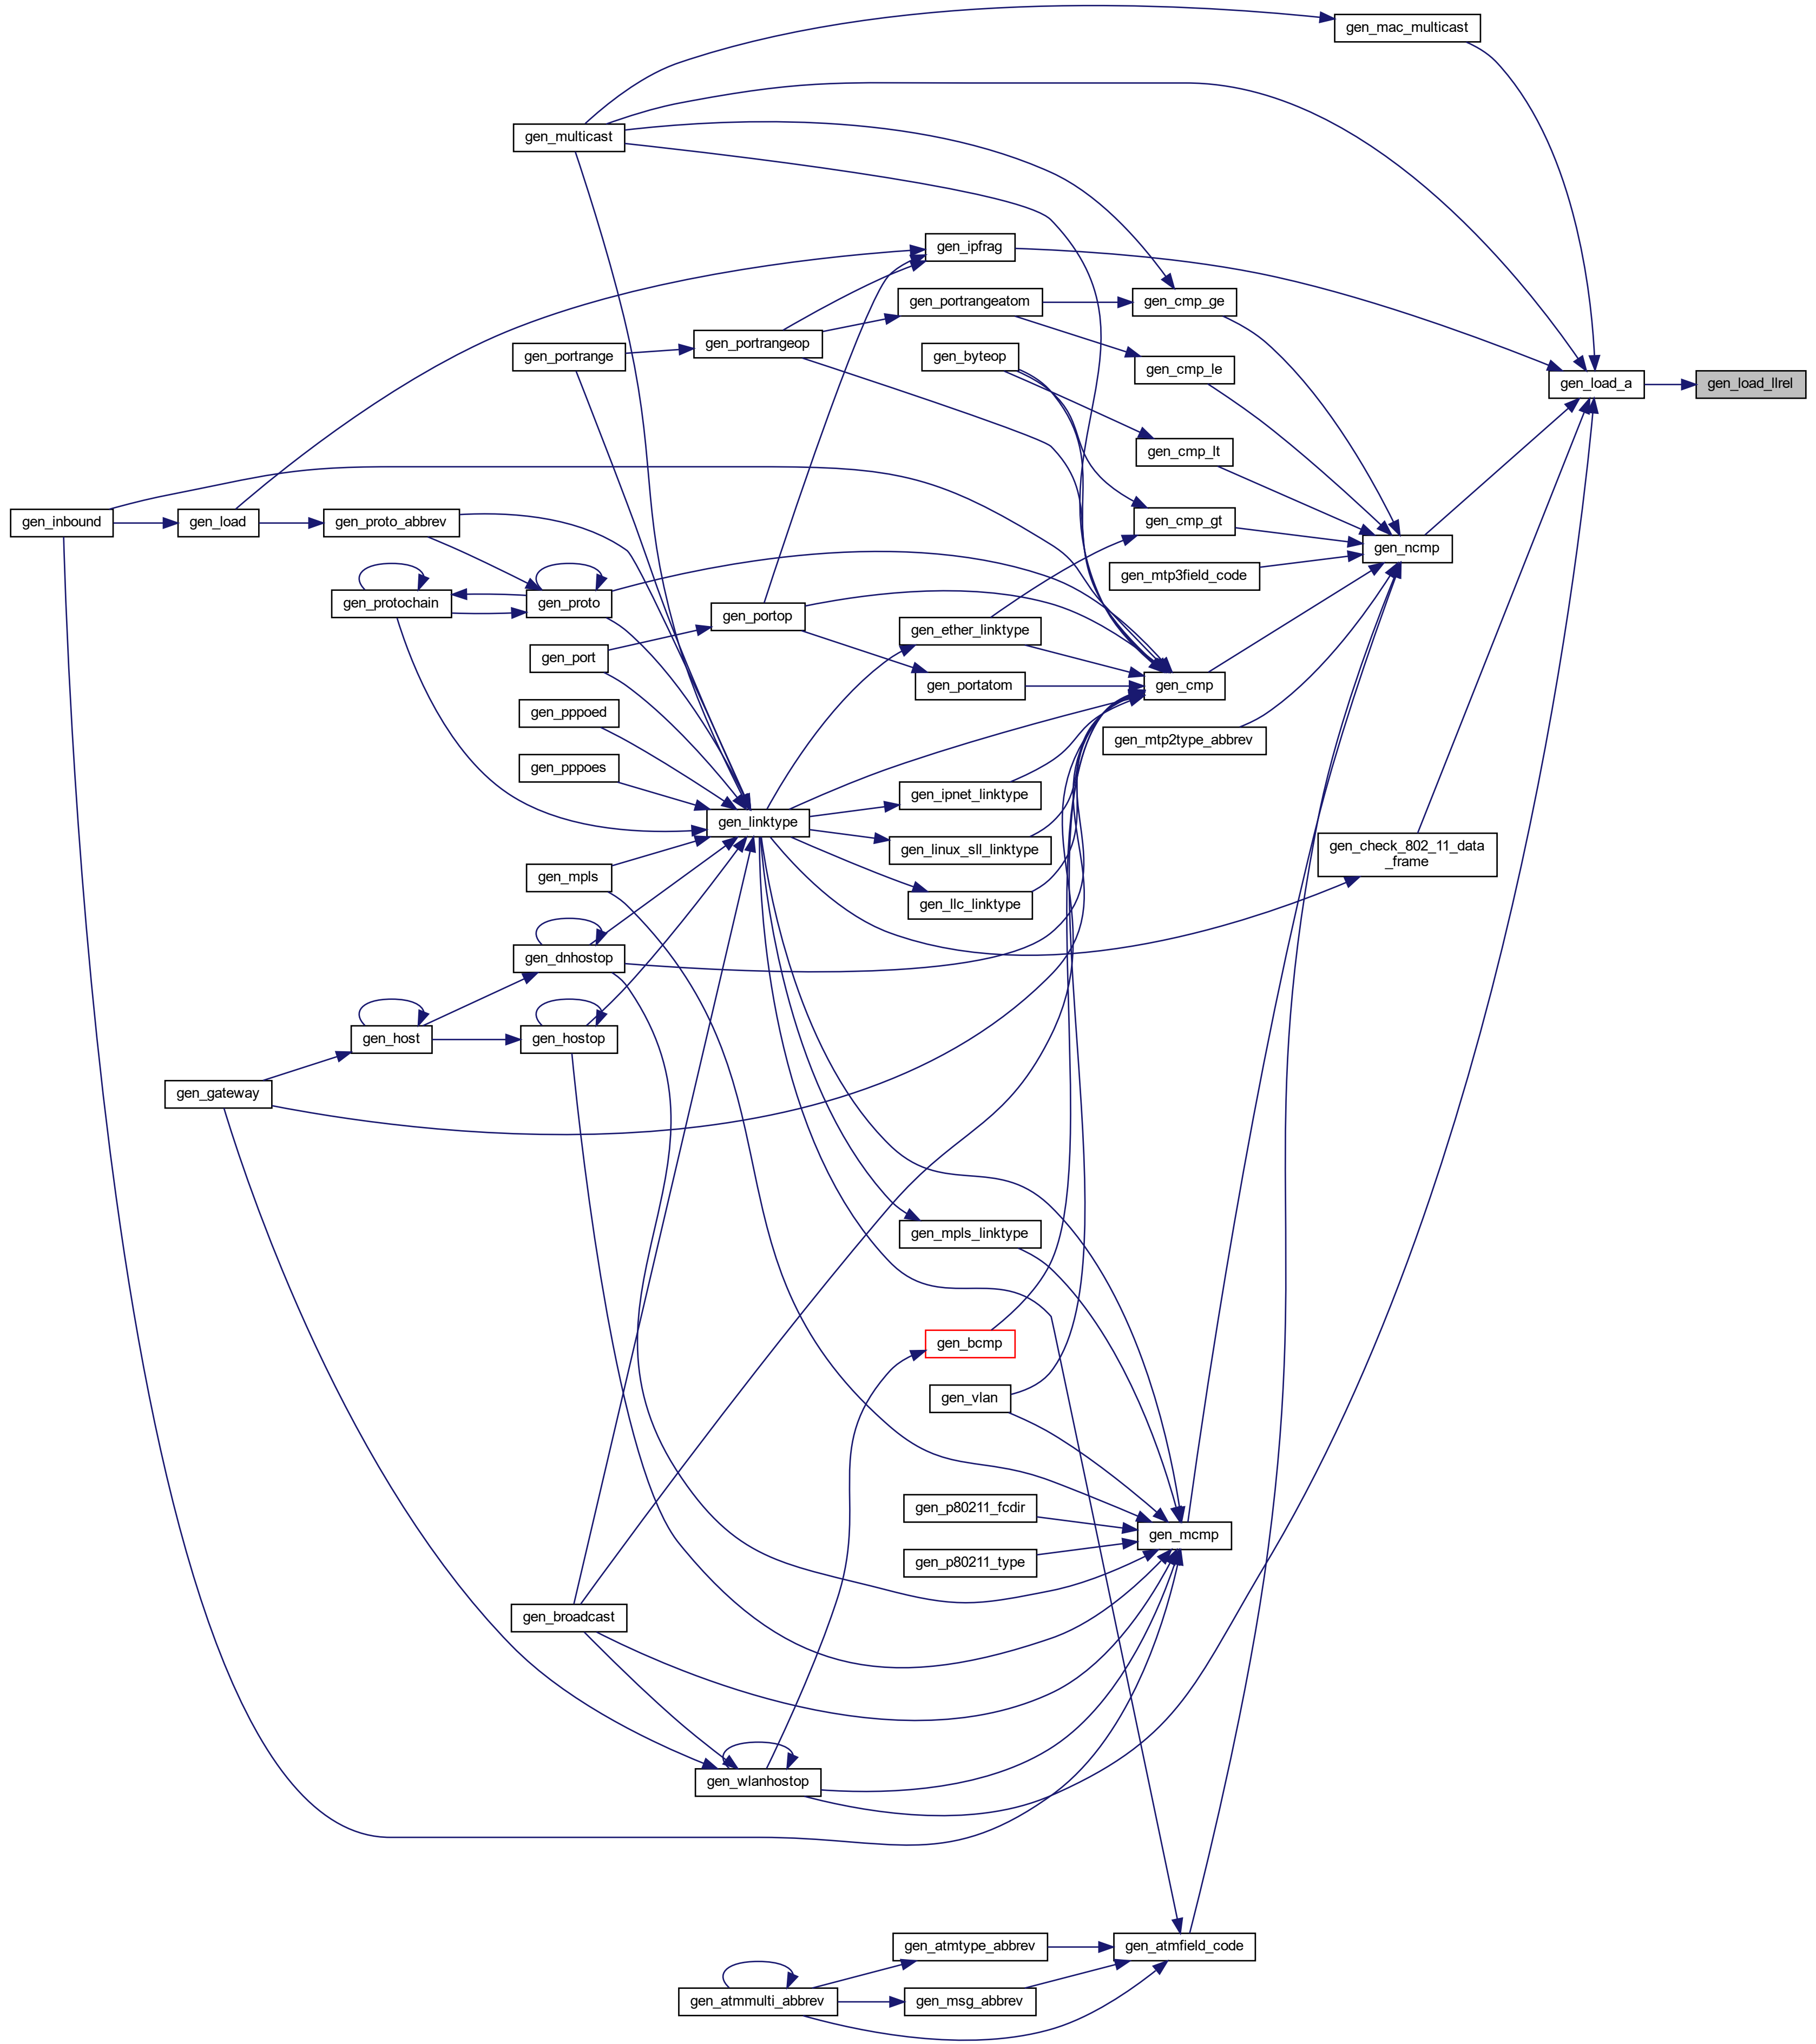 gen_mac_multicast
gen_multicast
gen_ipfrag
gen_portrangeatom
gen_cmp_ge
gen_portrange
gen_portrangeop
gen_byteop
gen_cmp_le
gen_load_a
gen_load_llrel
gen_cmp_lt
gen_inbound
gen_load
gen_proto_abbrev
gen_cmp_gt
gen_ncmp
gen_mtp3field_code
gen_protochain
gen_proto
gen_portop
gen_ether_linktype
gen_port
gen_portatom
gen_cmp
gen_pppoed
gen_mtp2type_abbrev
gen_pppoes
gen_ipnet_linktype
gen_linktype
gen_linux_sll_linktype
gen_check_802_11_data
_frame
gen_mpls
gen_llc_linktype
gen_dnhostop
gen_host
gen_hostop
gen_gateway
gen_mpls_linktype
gen_bcmp
gen_vlan
gen_p80211_fcdir
gen_mcmp
gen_p80211_type
gen_broadcast
gen_wlanhostop
gen_atmtype_abbrev
gen_atmfield_code
gen_atmmulti_abbrev
gen_msg_abbrev